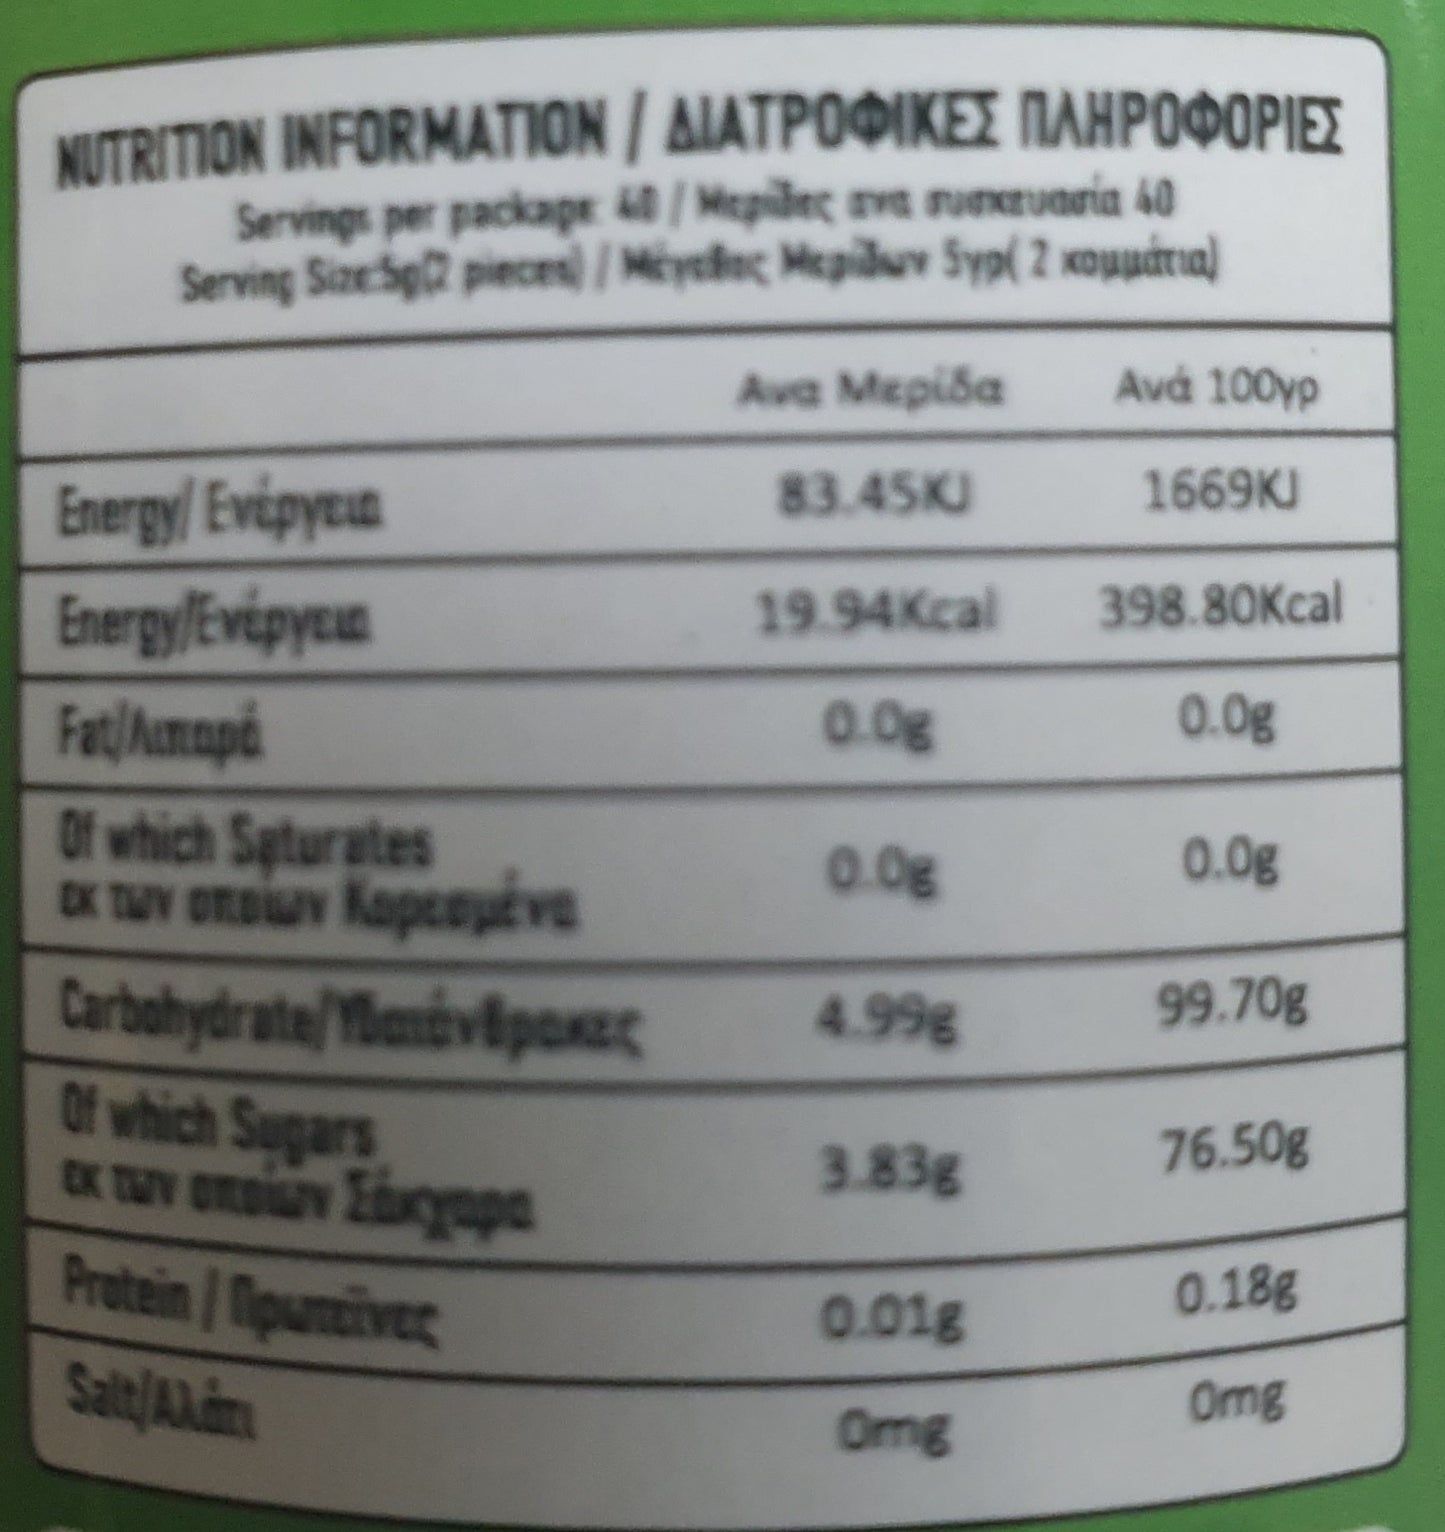 NUTRITION INFORMATION / ΔΙΑΤΡΟΦΙΚΕΣ ΠΛΗΡΟΦΟΡΙΕΣ
Servings per package: 40 / Μερίδες ανα συσκευασία 40
Serving Size:5g(2 pieces) / Μέγεθος Μερίδων 5γρ( 2 κομμάτια)
Ανα Μερίδα Ανά 100γρ
Energy/ Ενέργεια 83.45KJ 1669KJ
Energy/Ενέργεια 19.94Kcal 398.80Kcal
Fat/Λιπαρά 0.0g 0.0g
Of which Saturates
εκ των οποίων Κορεσμένα 0.0g 0.0g
Carbohydrate/Υδατάνθρακες 4.99g 99.70g
Of which Sugars
εκ των οποίων Σάκχαρα 3.83g 76.50g
Protein / Πρωτεΐνες 0.01g 0.18g
Salt/Αλάτι 0mg 0mg